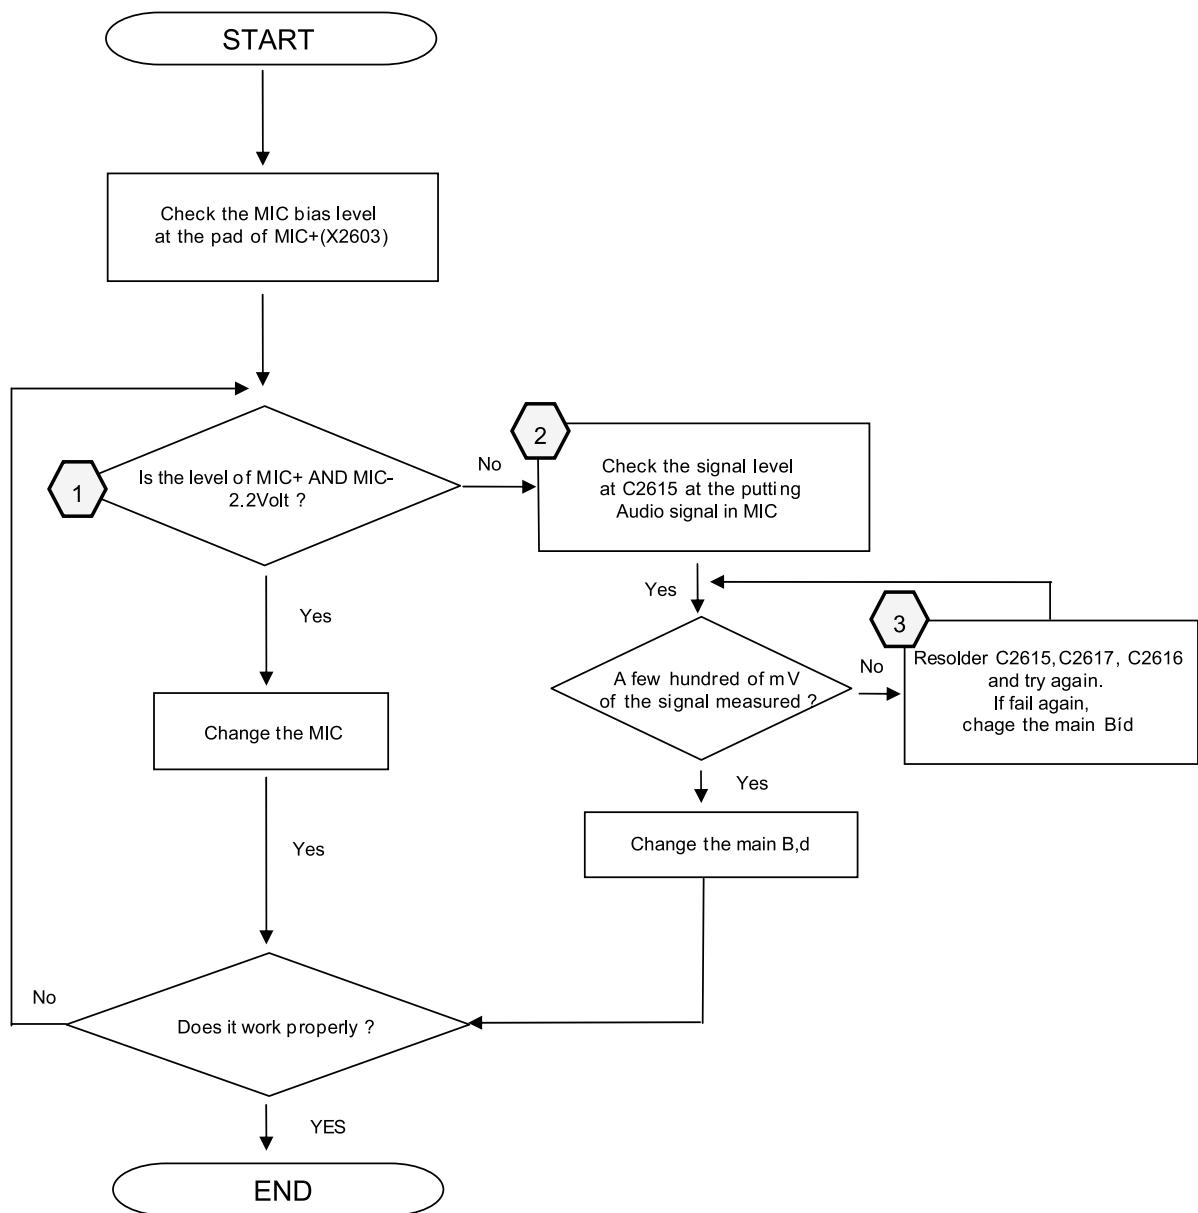 START
Check the MIC bias level
at the pad of MIC+(X2603)
1
Is the level of MIC+ AND MIC-
2.2Volt ?
No
2
Check the signal level
at C2615 at the putting
Audio signal in MIC
Yes
Yes
3
A few hundred of mV
of the signal measured ?
No
Resolder C2615,C2617, C2616
and try again.
If fail again,
chage the main Bíd
Change the MIC
Yes
Change the main B,d
Yes
No
Does it work properly ?
YES
END